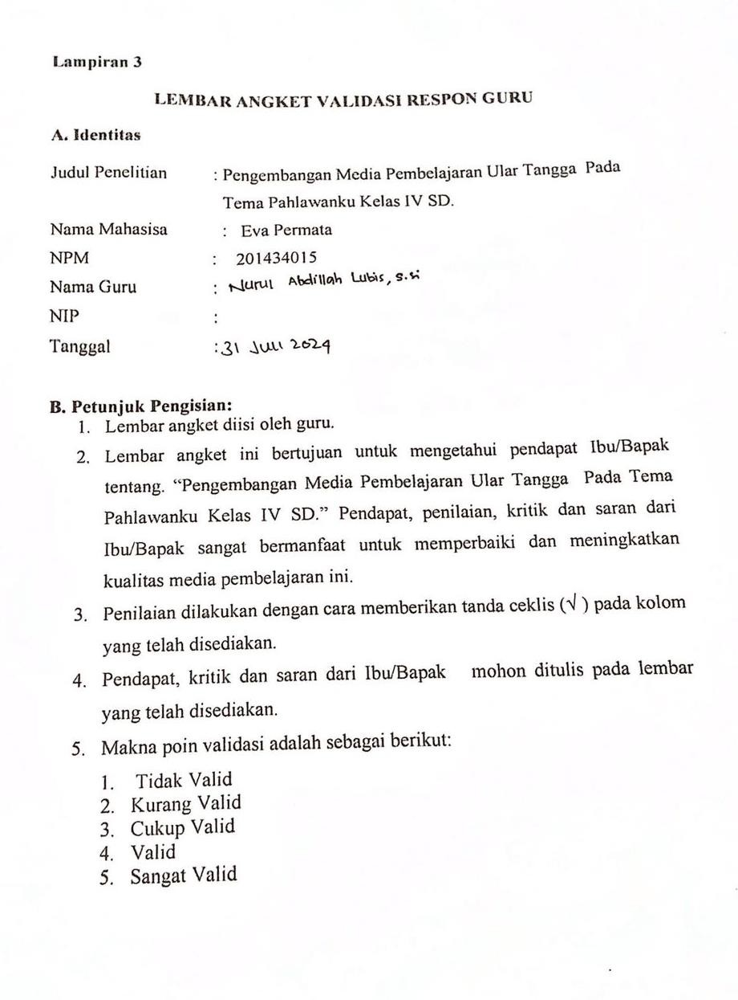 Lampiran 3
LEMBAR ANGKET VALIDASI RESPON GURU
A. Identitas
Judul Penelitian : Pengembangan Media Pembelajaran Ular Tangga Pada
Tema Pahlawanku Kelas IV SD.
Nama Mahasisa : Eva Permata
NPM : 201434015
Nama Guru : Nurul Abdillah Lubis, S.Si
NIP :
Tanggal : 31 Juli 2024
B. Petunjuk Pengisian:
1. Lembar angket diisi oleh guru.
2. Lembar angket ini bertujuan untuk mengetahui pendapat Ibu/Bapak
tentang. “Pengembangan Media Pembelajaran Ular Tangga Pada Tema
Pahlawanku Kelas IV SD.” Pendapat, penilaian, kritik dan saran dari
Ibu/Bapak sangat bermanfaat untuk memperbaiki dan meningkatkan
kualitas media pembelajaran ini.
3. Penilaian dilakukan dengan cara memberikan tanda ceklis (√ ) pada kolom
yang telah disediakan.
4. Pendapat, kritik dan saran dari Ibu/Bapak mohon ditulis pada lembar
yang telah disediakan.
5. Makna poin validasi adalah sebagai berikut:
1. Tidak Valid
2. Kurang Valid
3. Cukup Valid
4. Valid
5. Sangat Valid